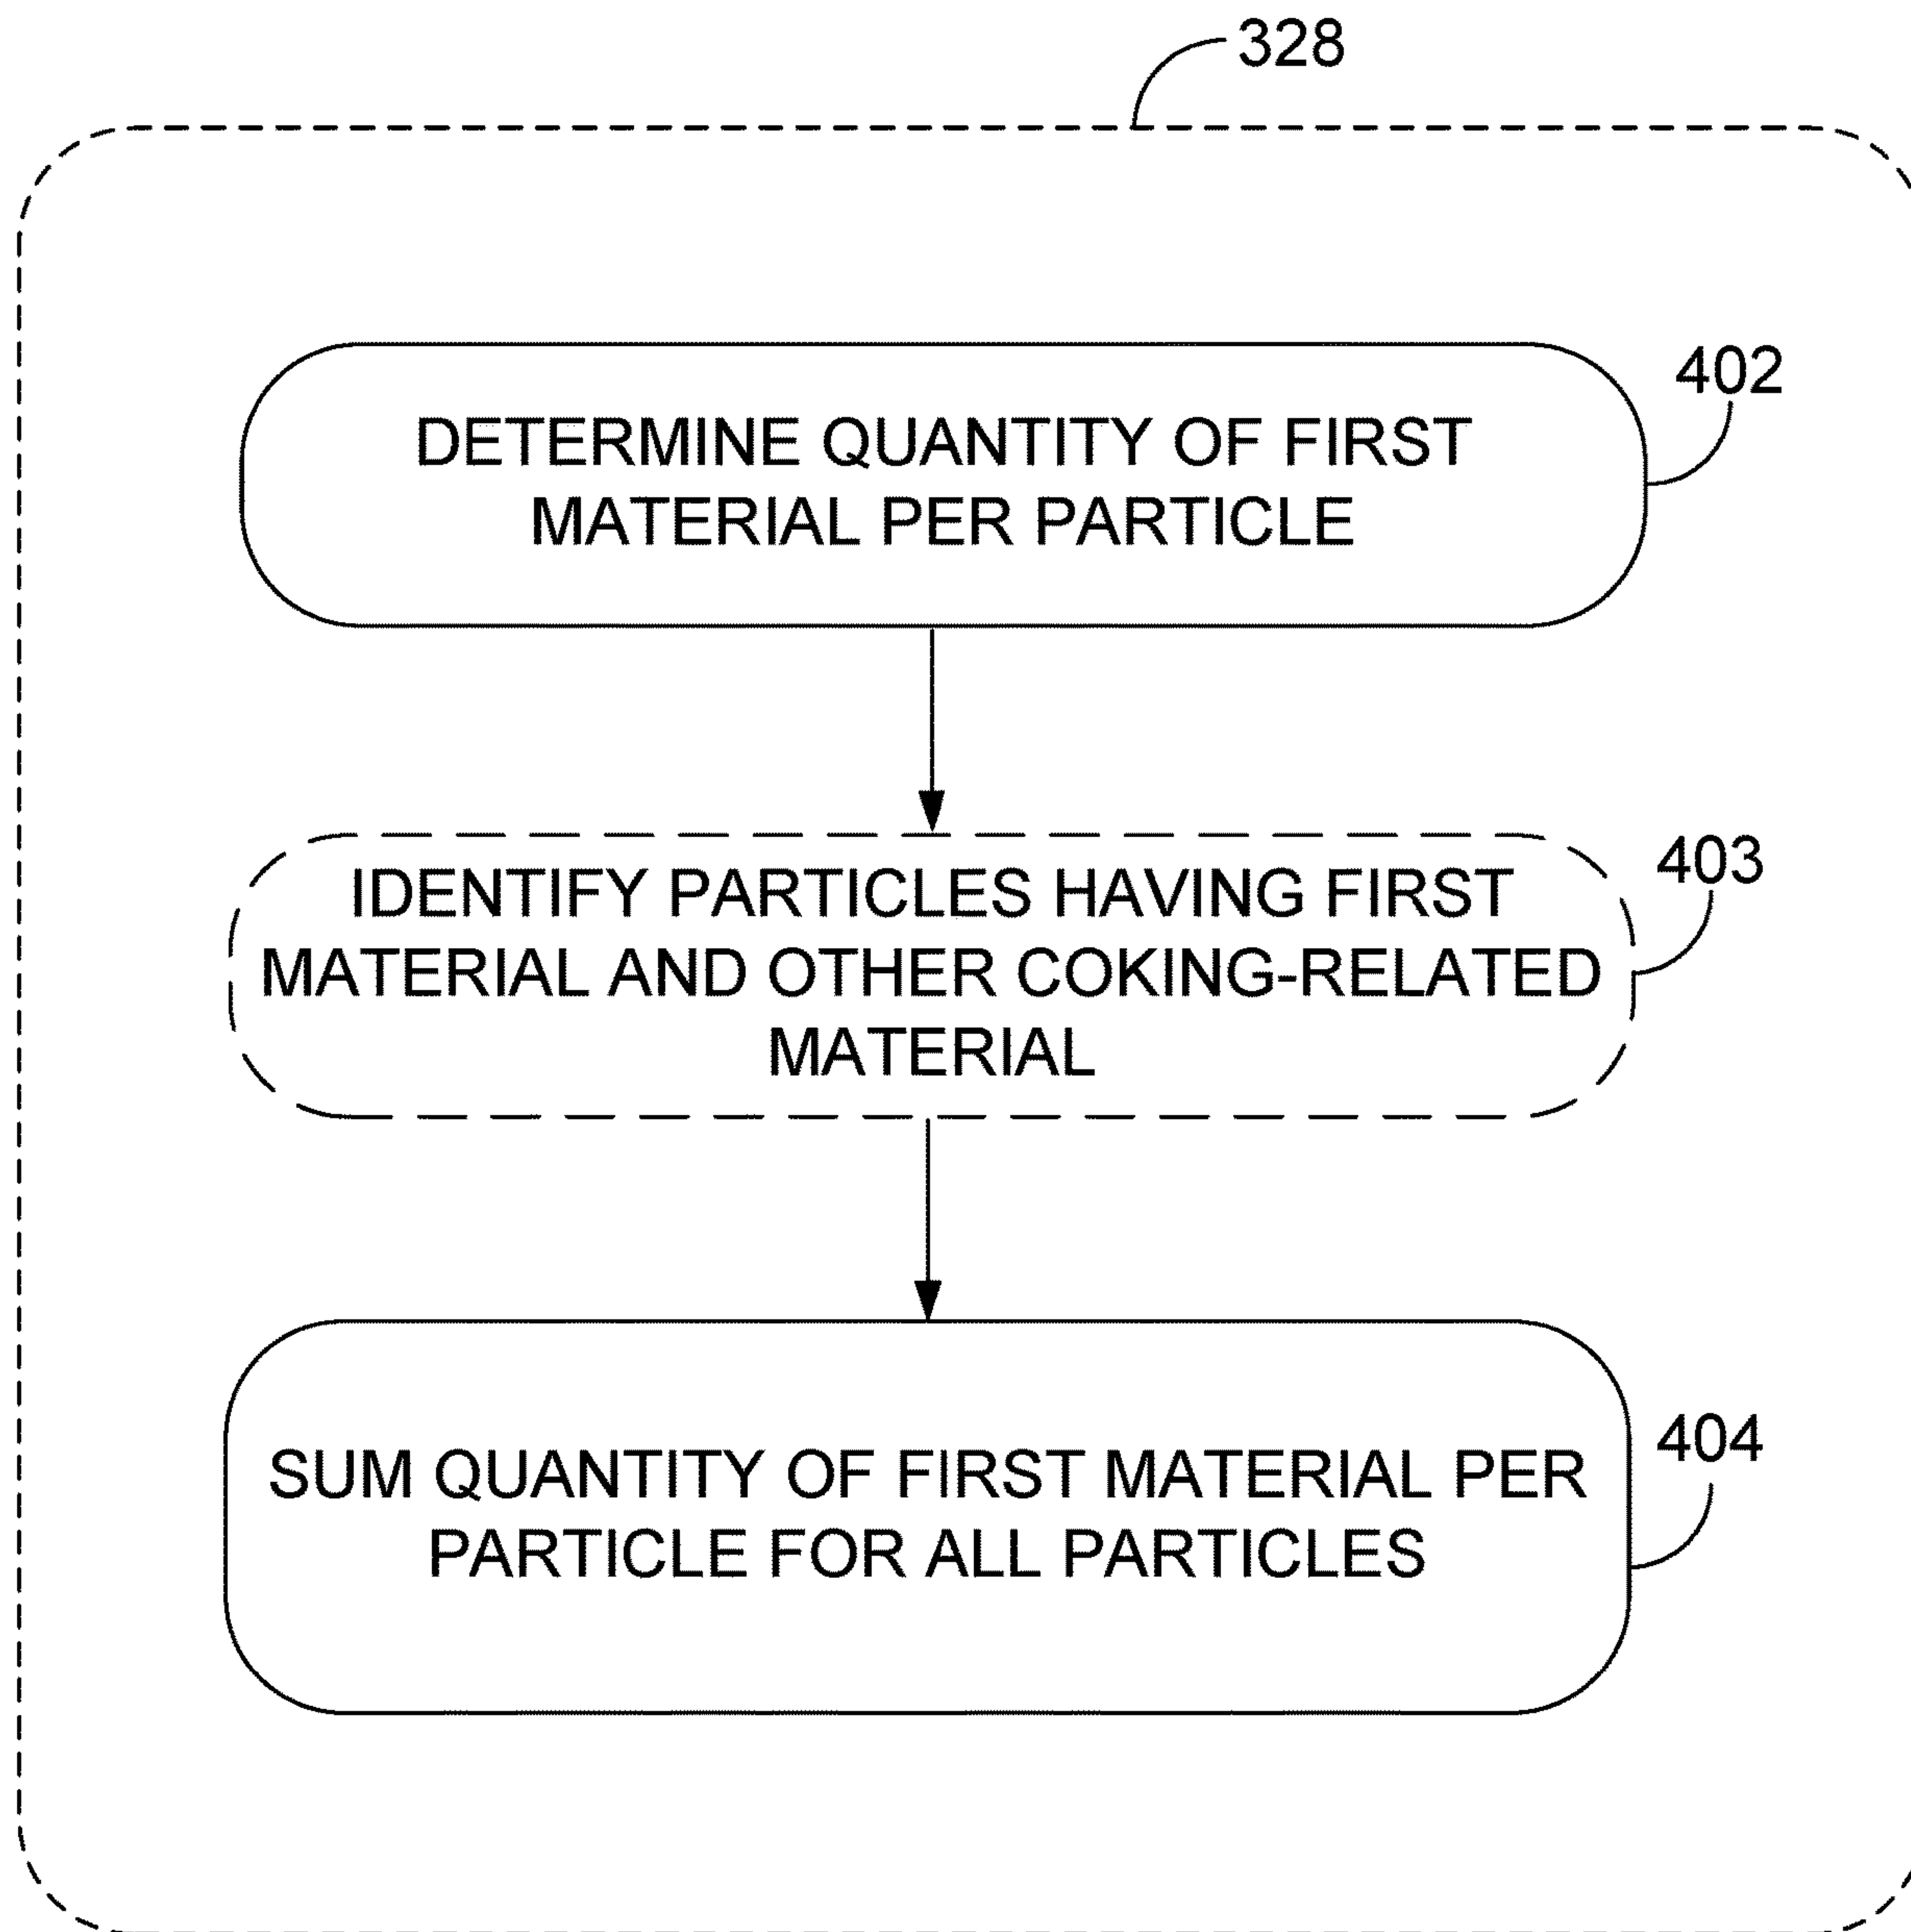 328
402
DETERMINE QUANTITY OF FIRST
MATERIAL PER PARTICLE
403
IDENTIFY PARTICLES HAVING FIRST
MATERIAL AND OTHER COKING-RELATED
MATERIAL
404
SUM QUANTITY OF FIRST MATERIAL PER
PARTICLE FOR ALL PARTICLES